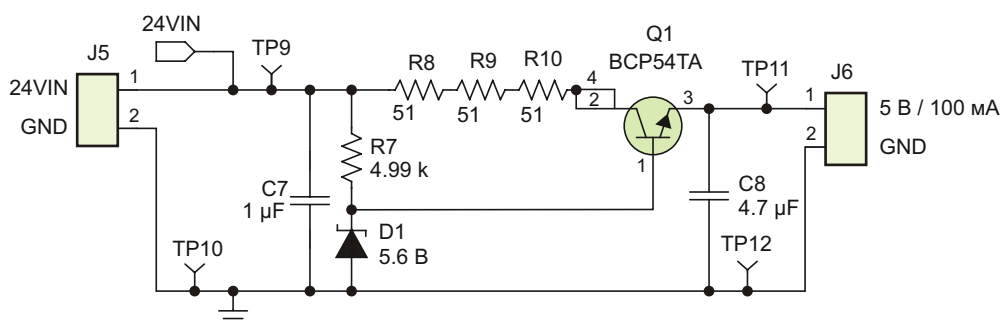 24VIN
J5
TP9
R8
R9
R10
Q1
BCP54TA
TP11
J6
24VIN
1
4
2
3
1
5 В / 100 мА
51
51
51
GND
2
1
2
GND
R7
4.99 k
C7
1 µF
C8
4.7 µF
D1
5.6 В
TP10
TP12